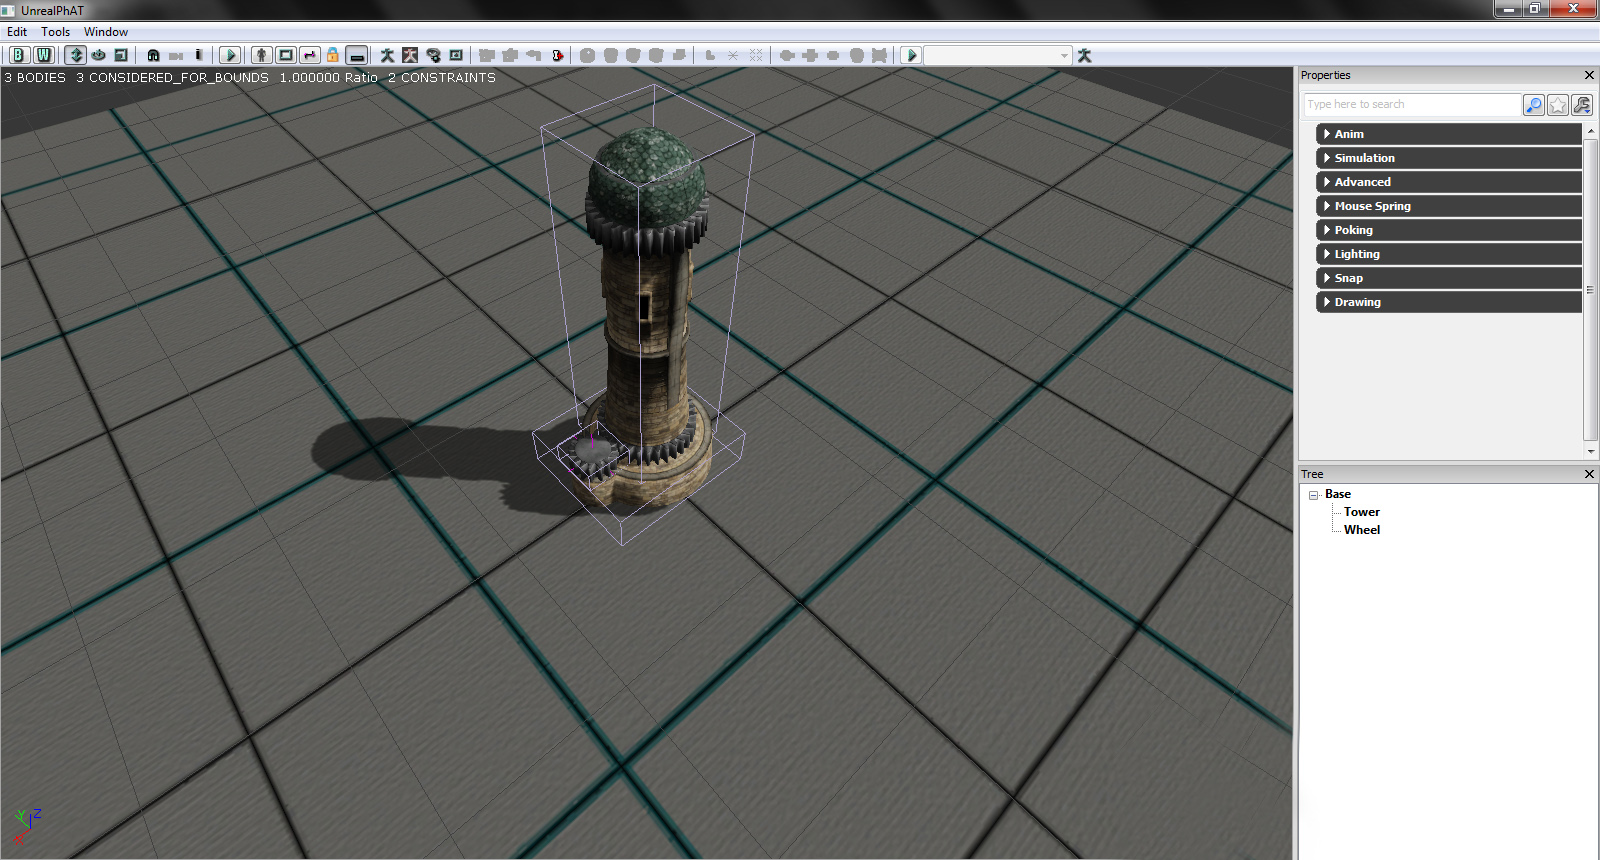 UnrealPhAT
Edit Tools Window
B W
3 BODIES 3 CONSIDERED_FOR_BOUNDS 1.000000 Ratio 2 CONSTRAINTS
Properties
Type here to search
Anim
Simulation
Advanced
Mouse Spring
Poking
Lighting
Snap
Drawing
Tree
Base
Tower
Wheel
Y Z
X